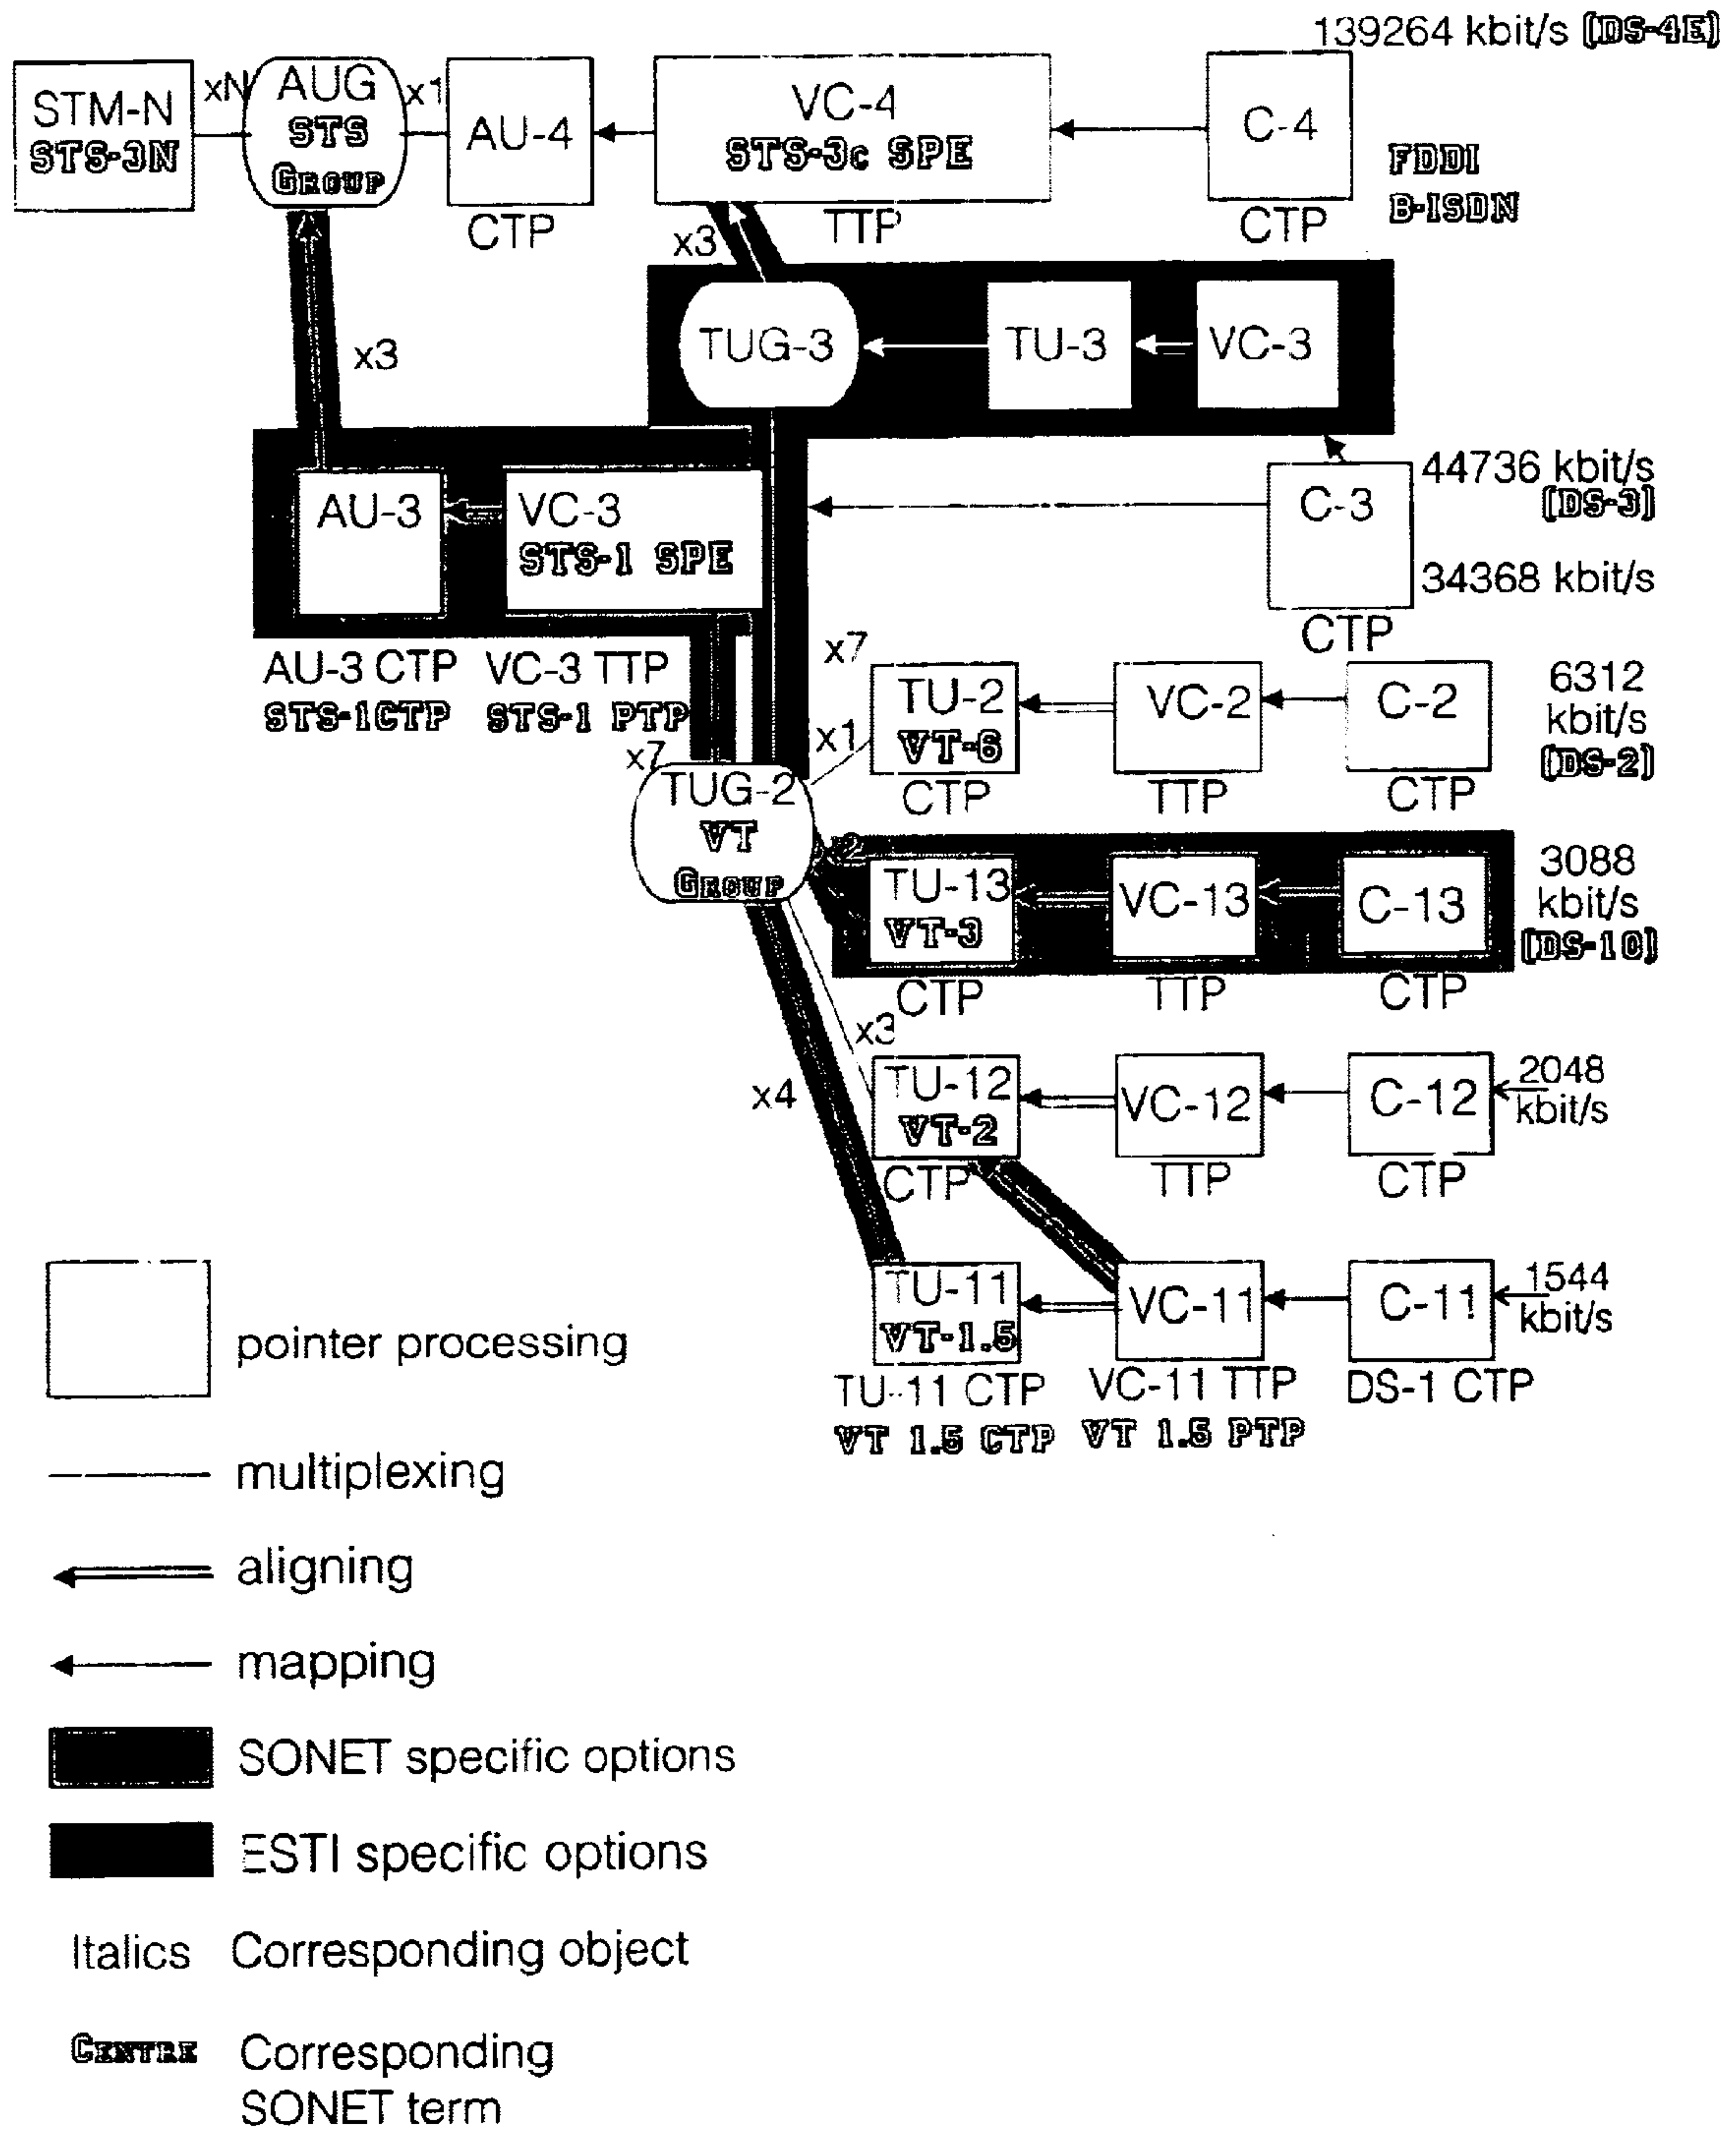 139264 kbit/s (DS-4E)
STM-N
STS-3N
xN
AUG
STS
GROUP
x1
AU-4
CTP
VC-4
STS-3c SPE
TTP
C-4
CTP
FDDI
B-ISDN
x3
TUG-3
TU-3
VC-3
x3
AU-3
VC-3
STS-1 SPE
C-3
CTP
44736 kbit/s
(DS-3)
34368 kbit/s
AU-3 CTP
STS-1CTP
VC-3 TTP
STS-1 PTP
x7
x7
x1
TU-2
VT-6
CTP
VC-2
TTP
C-2
CTP
6312
kbit/s
(DS-2)
TUG-2
VT
GROUP
x2
TU-13
VT-3
CTP
VC-13
TTP
C-13
CTP
3088
kbit/s
(DS-10)
x3
x4
TU-12
VT-2
CTP
VC-12
TTP
C-12
CTP
2048
kbit/s
TU-11
VT-1.5
TU-11 CTP
VT 1.5 CTP
VC-11
VC-11 TTP
VT 1.5 PTP
C-11
DS-1 CTP
1544
kbit/s
pointer processing
multiplexing
aligning
mapping
SONET specific options
ESTI specific options
Italics Corresponding object
CENTRE Corresponding
SONET term